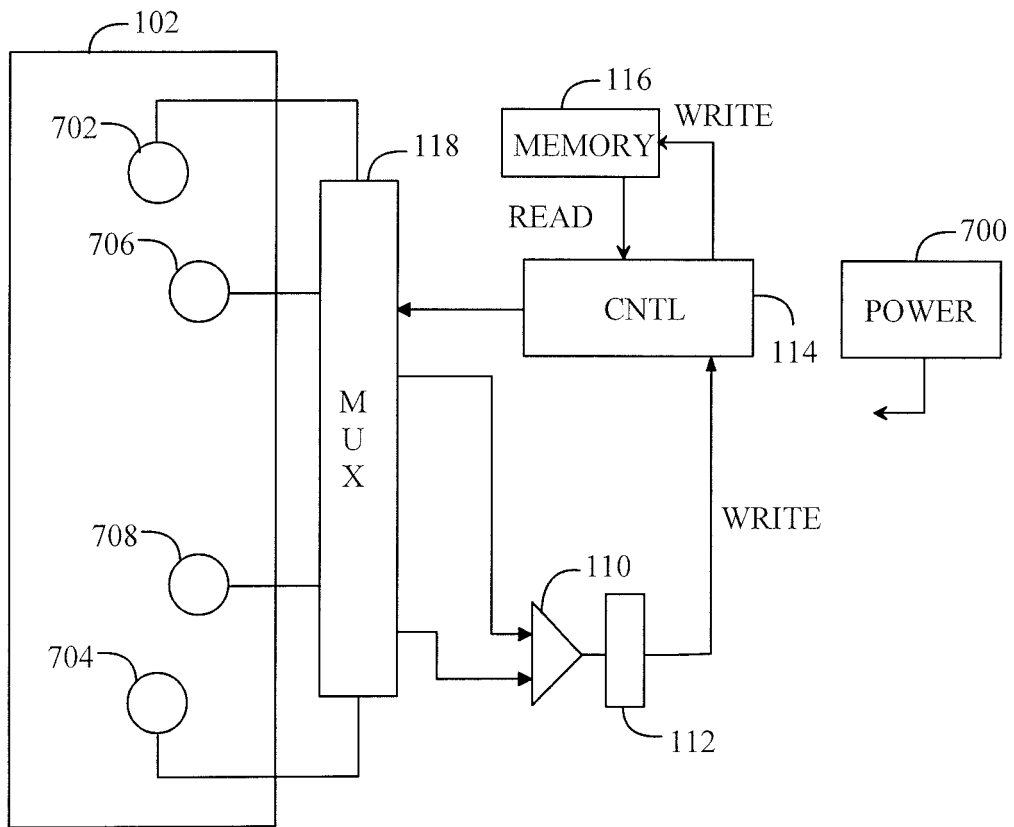 102
116
702
118
WRITE
MEMORY
706
READ
700
CNTL
POWER
114
M
U
X
WRITE
708
110
704
112